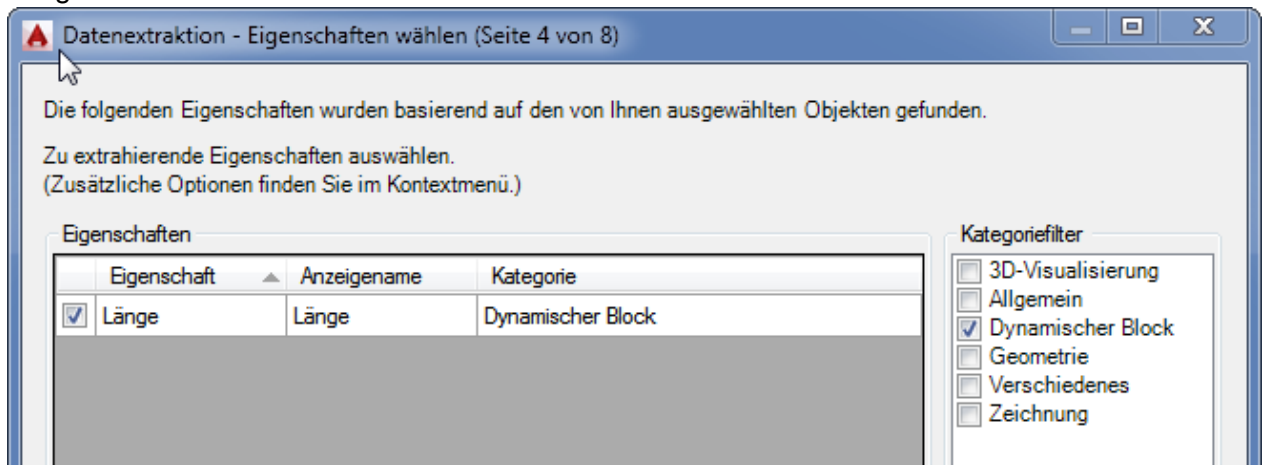 Datenextraktion - Eigenschaften wählen (Seite 4 von 8)
Die folgenden Eigenschaften wurden basierend auf den von Ihnen ausgewählten Objekten gefunden.
Zu extrahierende Eigenschaften auswählen.
(Zusätzliche Optionen finden Sie im Kontextmenü.)
Eigenschaften
Eigenschaft Anzeigename Kategorie
Länge Länge Dynamischer Block
Kategoriefilter
3D-Visualisierung
Allgemein
Dynamischer Block
Geometrie
Verschiedenes
Zeichnung